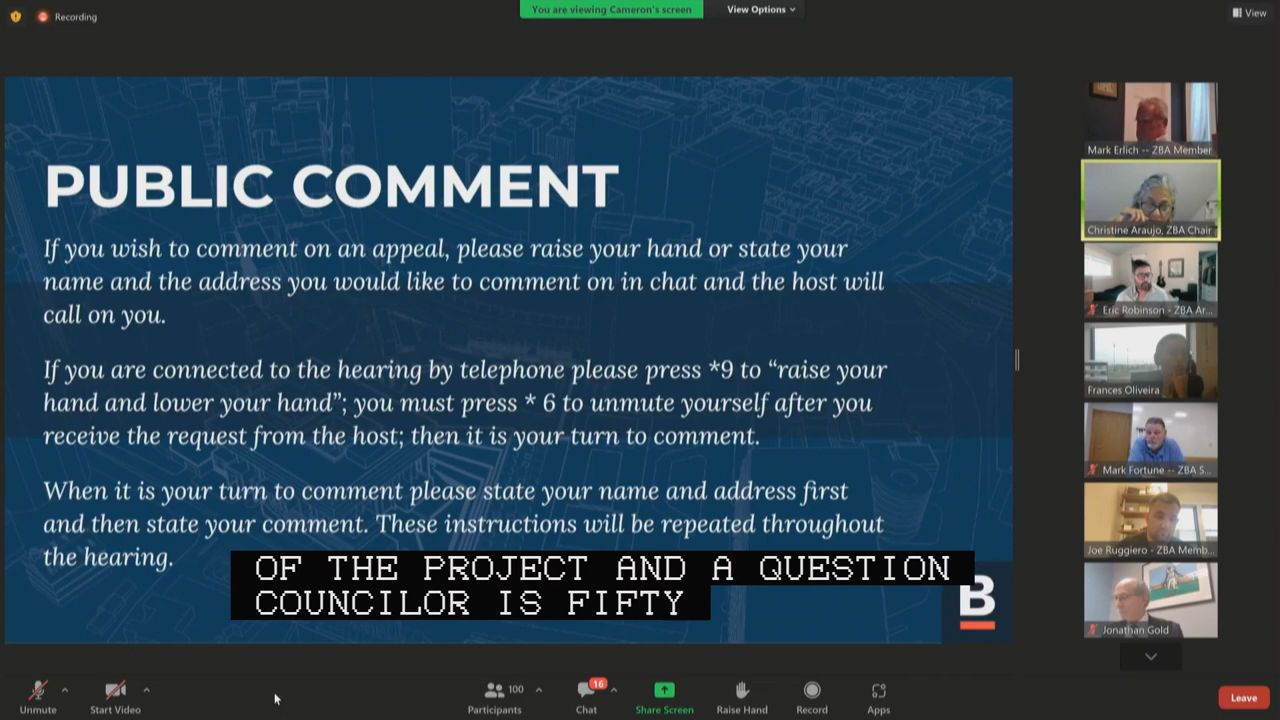 Recording
You are viewing Cameron's screen
View Options
View
PUBLIC COMMENT
If you wish to comment on an appeal, please raise your hand or state your
name and the address you would like to comment on in chat and the host will
call on you.
If you are connected to the hearing by telephone please press *9 to “raise your
hand and lower your hand”; you must press * 6 to unmute yourself after you
receive the request from the host; then it is your turn to comment.
When it is your turn to comment please state your name and address first
and then state your comment. These instructions will be repeated throughout
the hearing.
OF THE PROJECT AND A QUESTION
COUNCILOR IS FIFTY
B
Mark Erlich -- ZBA Member
Christine Araujo, ZBA Chair
Eric Robinson - ZBA Ar...
Frances Oliveira
Mark Fortune -- ZBA S...
Joe Ruggiero - ZBA Memb...
Jonathan Gold
Unmute
Start Video
100
Participants
16
Chat
Share Screen
Raise Hand
Record
Apps
Leave